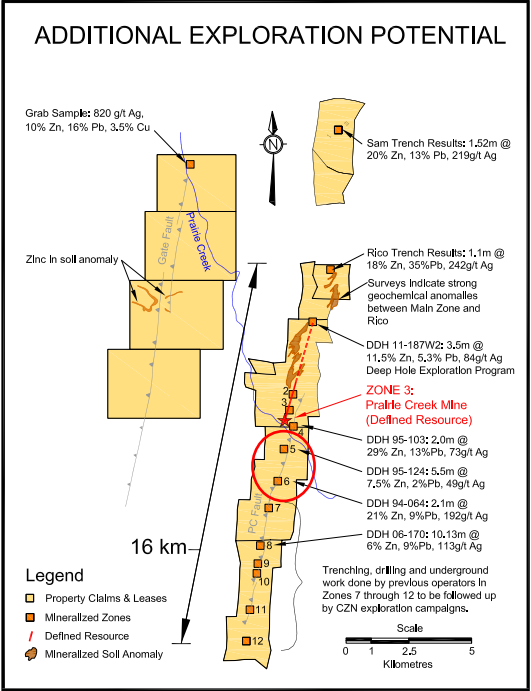 ADDITIONAL EXPLORATION POTENTIAL
Grab Sample: 820 g/t Ag,
10% Zn, 16% Pb, 3.5% Cu
N
Sam Trench Results: 1.52m @
20% Zn, 13% Pb, 219g/t Ag
Gate Fault
Prairie Creek
Zinc in soil anomaly
Rico Trench Results: 1.1m @
18% Zn, 35%Pb, 242g/t Ag
Surveys indicate strong
geochemical anomalies
between Main Zone and
Rico
DDH 11-187W2: 3.5m @
11.5% Zn, 5.3% Pb, 84g/t Ag
Deep Hole Exploration Program
2
3
ZONE 3:
Prairie Creek Mine
(Defined Resource)
4
DDH 95-103: 2.0m @
29% Zn, 13%Pb, 73g/t Ag
5
DDH 95-124: 5.5m @
7.5% Zn, 2%Pb, 49g/t Ag
6
DDH 94-064: 2.1m @
21% Zn, 9%Pb, 192g/t Ag
PC Fault
7
DDH 06-170: 10.13m @
6% Zn, 9%Pb, 113g/t Ag
8
16 km
9
10
11
12
Trenching, drilling and underground
work done by previous operators in
Zones 7 through 12 to be followed up
by CZN exploration campaigns.
Legend
Property Claims & Leases
Mineralized Zones
Defined Resource
Mineralized Soil Anomaly
Scale
0 1 2.5 5
Kilometres